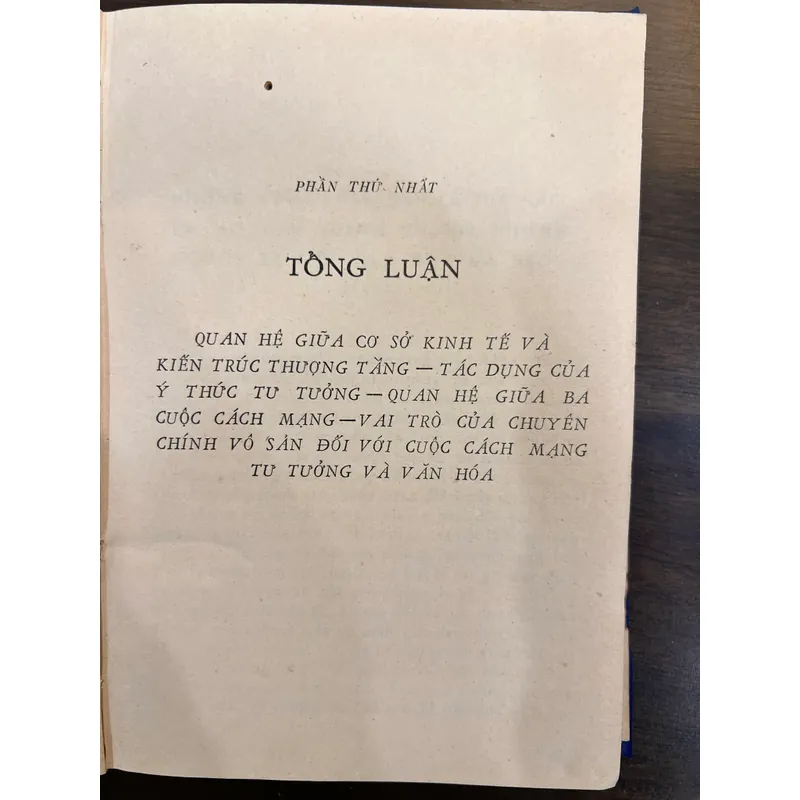 PHẦN THỨ NHẤT
TỔNG LUẬN
QUAN HỆ GIỮA CƠ SỞ KINH TẾ VÀ
KIẾN TRÚC THƯỢNG TẦNG — TÁC DỤNG CỦA
Ý THỨC TƯ TƯỞNG — QUAN HỆ GIỮA BA
CUỘC CÁCH MẠNG — VAI TRÒ CỦA CHUYÊN
CHÍNH VÔ SẢN ĐỐI VỚI CUỘC CÁCH MẠNG
TƯ TƯỞNG VÀ VĂN HÓA